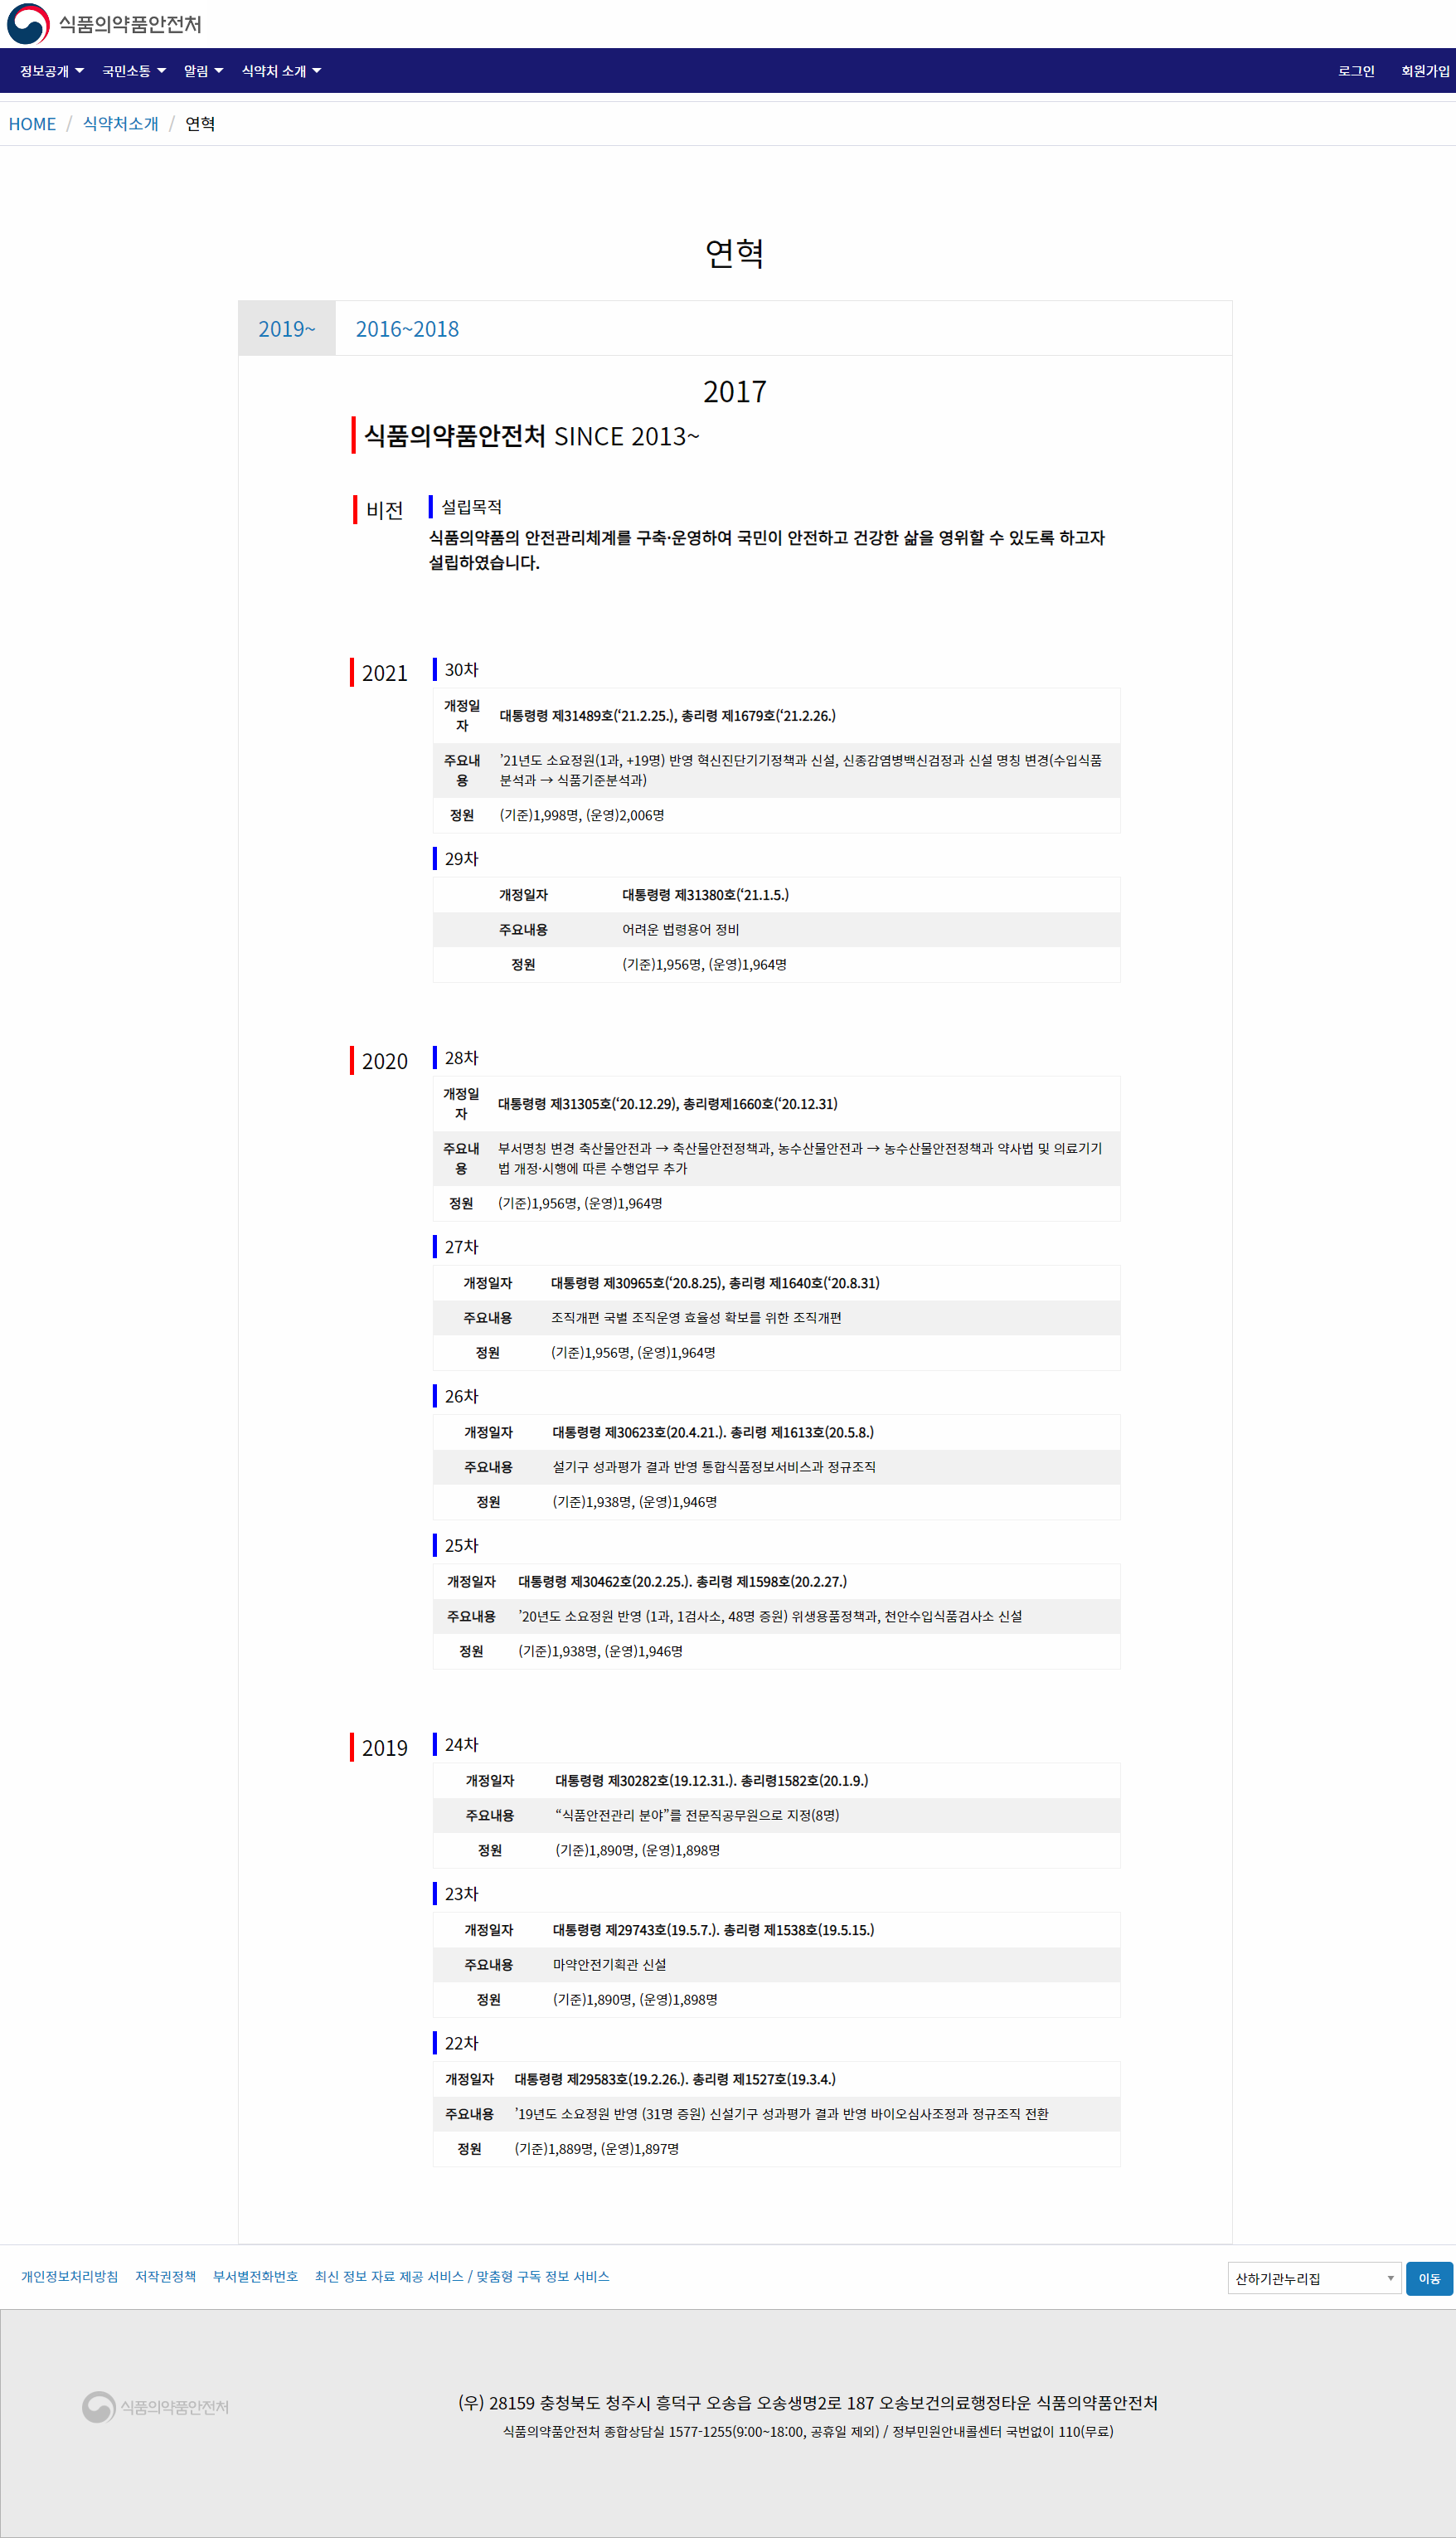 식품의약품안전처
정보공개 국민소통 알림 식약처 소개 로그인 회원가입
HOME / 식약처소개 / 연혁
연혁
2019~ 2016~2018
2017
식품의약품안전처 SINCE 2013~
비전
설립목적
식품의약품의 안전관리체계를 구축·운영하여 국민이 안전하고 건강한 삶을 영위할 수 있도록 하고자
설립하였습니다.
2021
30차
개정일
자
대통령령 제31489호(‘21.2.25.), 총리령 제1679호(‘21.2.26.)
주요내
용
’21년도 소요정원(1과, +19명) 반영 혁신진단기기정책과 신설, 신종감염병백신검정과 신설 명칭 변경(수입식품
분석과 → 식품기준분석과)
정원 (기준)1,998명, (운영)2,006명
29차
개정일자 대통령령 제31380호(‘21.1.5.)
주요내용 어려운 법령용어 정비
정원 (기준)1,956명, (운영)1,964명
2020
28차
개정일
자
대통령령 제31305호(‘20.12.29), 총리령제1660호(‘20.12.31)
주요내
용
부서명칭 변경 축산물안전과 → 축산물안전정책과, 농수산물안전과 → 농수산물안전정책과 약사법 및 의료기기
법 개정·시행에 따른 수행업무 추가
정원 (기준)1,956명, (운영)1,964명
27차
개정일자 대통령령 제30965호(‘20.8.25), 총리령 제1640호(‘20.8.31)
주요내용 조직개편 국별 조직운영 효율성 확보를 위한 조직개편
정원 (기준)1,956명, (운영)1,964명
26차
개정일자 대통령령 제30623호(20.4.21.). 총리령 제1613호(20.5.8.)
주요내용 설기구 성과평가 결과 반영 통합식품정보서비스과 정규조직
정원 (기준)1,938명, (운영)1,946명
25차
개정일자 대통령령 제30462호(20.2.25.). 총리령 제1598호(20.2.27.)
주요내용 ’20년도 소요정원 반영 (1과, 1검사소, 48명 증원) 위생용품정책과, 천안수입식품검사소 신설
정원 (기준)1,938명, (운영)1,946명
2019
24차
개정일자 대통령령 제30282호(19.12.31.). 총리령1582호(20.1.9.)
주요내용 “식품안전관리 분야”를 전문직공무원으로 지정(8명)
정원 (기준)1,890명, (운영)1,898명
23차
개정일자 대통령령 제29743호(19.5.7.). 총리령 제1538호(19.5.15.)
주요내용 마약안전기획관 신설
정원 (기준)1,890명, (운영)1,898명
22차
개정일자 대통령령 제29583호(19.2.26.). 총리령 제1527호(19.3.4.)
주요내용 ’19년도 소요정원 반영 (31명 증원) 신설기구 성과평가 결과 반영 바이오심사조정과 정규조직 전환
정원 (기준)1,889명, (운영)1,897명
개인정보처리방침 저작권정책 부서별전화번호 최신 정보 자료 제공 서비스 / 맞춤형 구독 정보 서비스 산하기관누리집 이동
식품의약품안전처
(우) 28159 충청북도 청주시 흥덕구 오송읍 오송생명2로 187 오송보건의료행정타운 식품의약품안전처
식품의약품안전처 종합상담실 1577-1255(9:00~18:00, 공휴일 제외) / 정부민원안내콜센터 국번없이 110(무료)